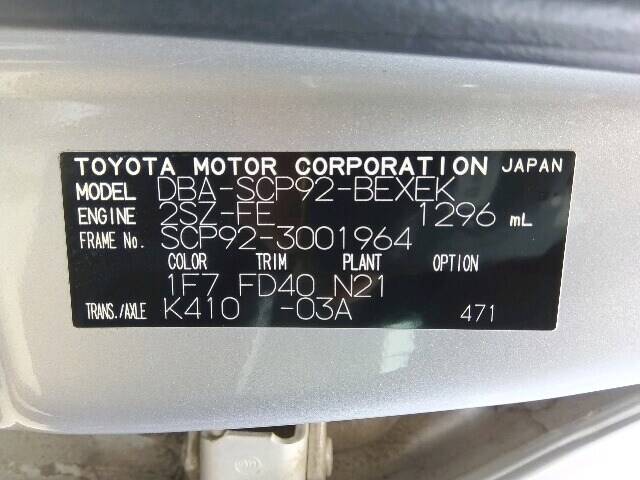 TOYOTA MOTOR CORPORATION JAPAN
MODEL DBA-SCP92-BEXEK
ENGINE 2SZ-FE 1296 mL
FRAME No. SCP92-3001964
COLOR TRIM PLANT OPTION
1F7 FD40 N21
TRANS./AXLE K410 -03A 471